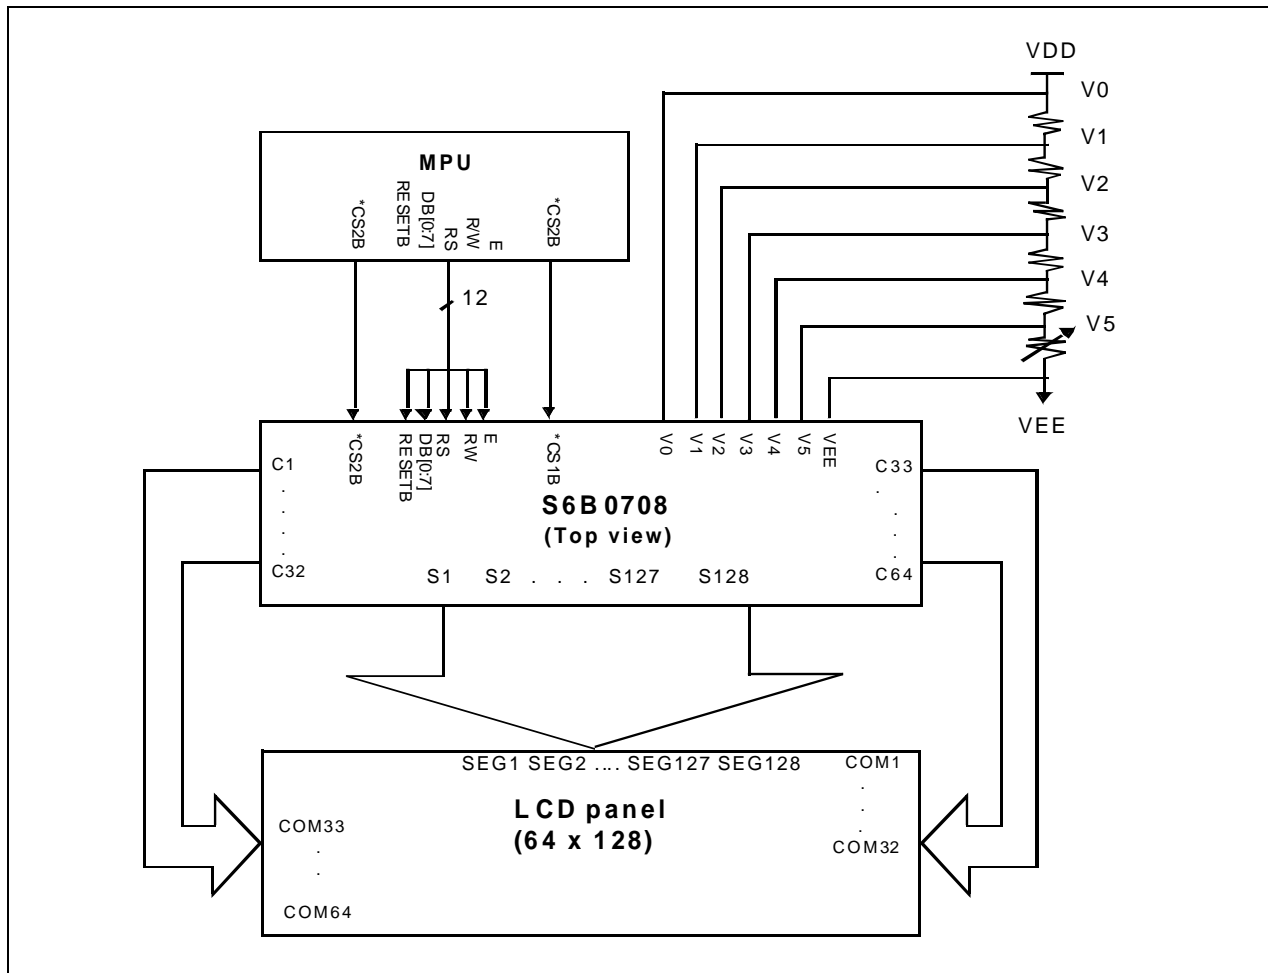 VDD
V0
V1
V2
V3
V4
V5
VEE
MPU
*CS2B
RESETB
DB[0:7]
RS
R/W
E
*CS2B
12
*CS2B
RESETB
DB[0:7]
RS
RW
E
*CS1B
V0
V1
V2
V3
V4
V5
VEE
C1
.
.
.
.
C32
S6B0708
(Top view)
C33
.
.
.
.
C64
S1 S2 . . . S127 S128
SEG1 SEG2 .... SEG127 SEG128
COM1
.
.
.
COM32
LCD panel
(64 x 128)
COM33
.
.
COM64